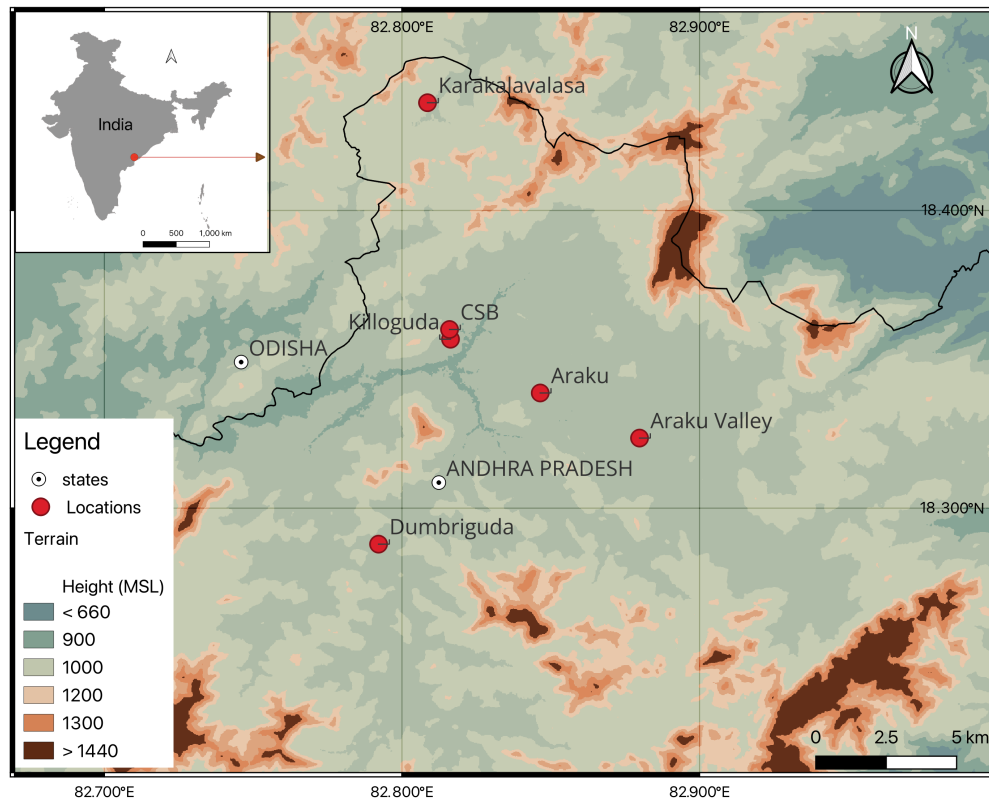 82.800°E
82.900°E
N
India
0 500 1,000 km
Karakalavalasa
18.400°N
CSB
Killoguda
ODISHA
Araku
Araku Valley
ANDHRA PRADESH
18.300°N
Dumbriguda
Legend
states
Locations
Terrain
Height (MSL)
< 660
900
1000
1200
1300
> 1440
0 2.5 5 km
82.700°E
82.800°E
82.900°E